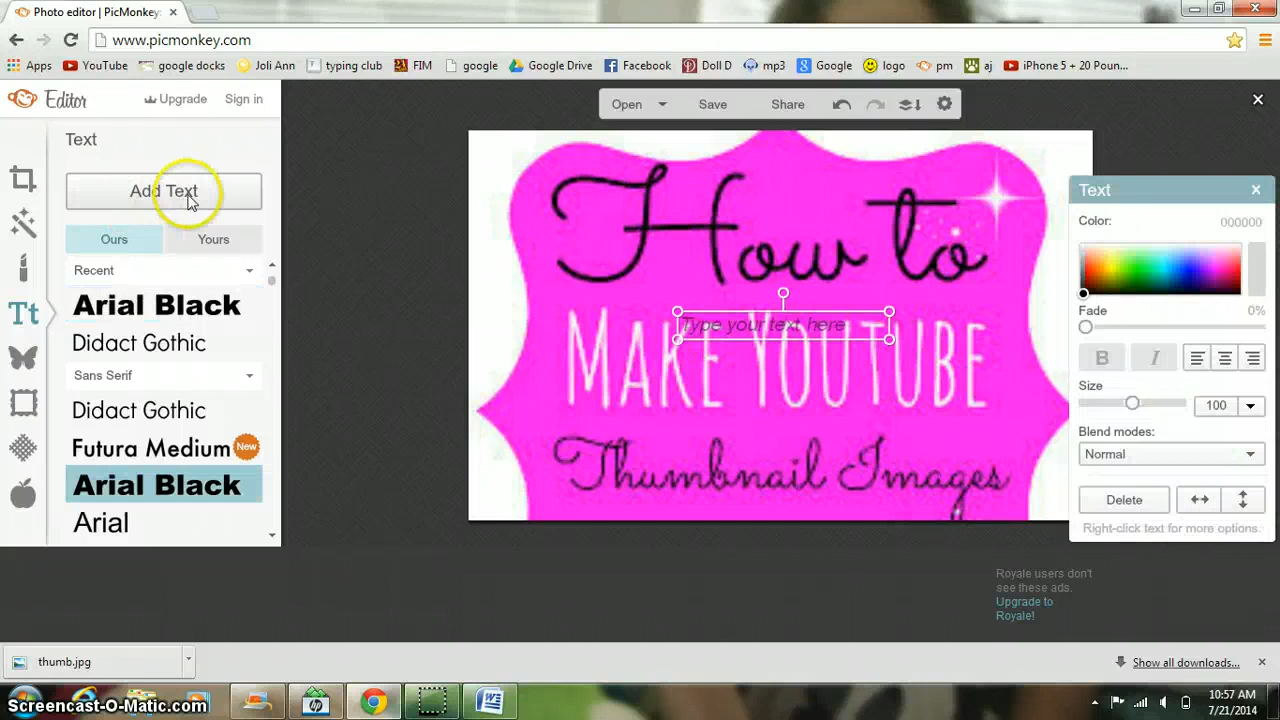 Photo editor | PicMonkey:
www.picmonkey.com
Apps YouTube google docks Joli Ann typing club FIM google Google Drive Facebook Doll D mp3 Google logo pm aj iPhone 5 + 20 Poun...
Editor Upgrade Sign in
Open Save Share
Text
Add Text
Ours Yours
Recent
Arial Black
Didact Gothic
Sans Serif
Didact Gothic
Futura Medium New
Arial Black
Arial
How to
Type your text here
MAKE YOUTUBE
Thumbnail Images
Text
Color: 000000
Fade 0%
B I
Size
100
Blend modes:
Normal
Delete
Right-click text for more options.
Royale users don't
see these ads.
Upgrade to
Royale!
thumb.jpg
Show all downloads...
Screencast-O-Matic.com
10:57 AM
7/21/2014